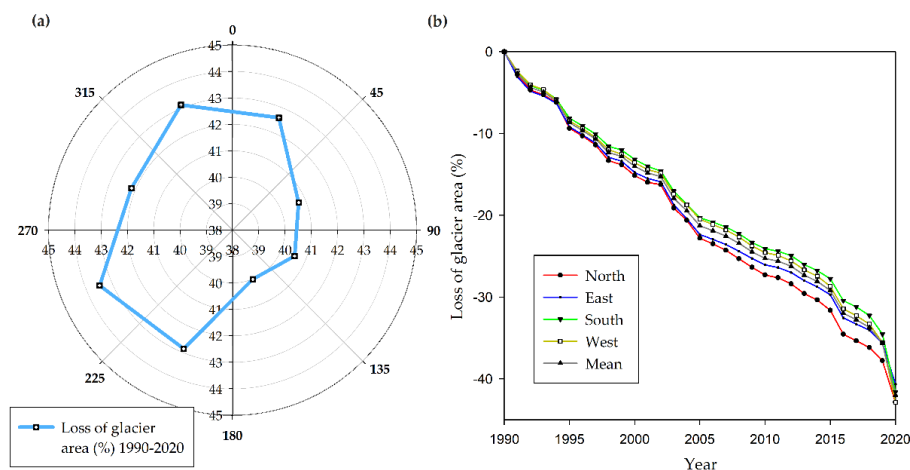 (a)
0
45
44
43
42
41
40
39
38
39
40
41
42
43
44
45
45 44 43 42 41 40 39 38 39 40 41 42 43 44 45
315
45
270
90
225
135
180
Loss of glacier
area (%) 1990-2020
(b)
Loss of glacier area (%)
0
-10
-20
-30
-40
North
East
South
West
Mean
1990 1995 2000 2005 2010 2015 2020
Year